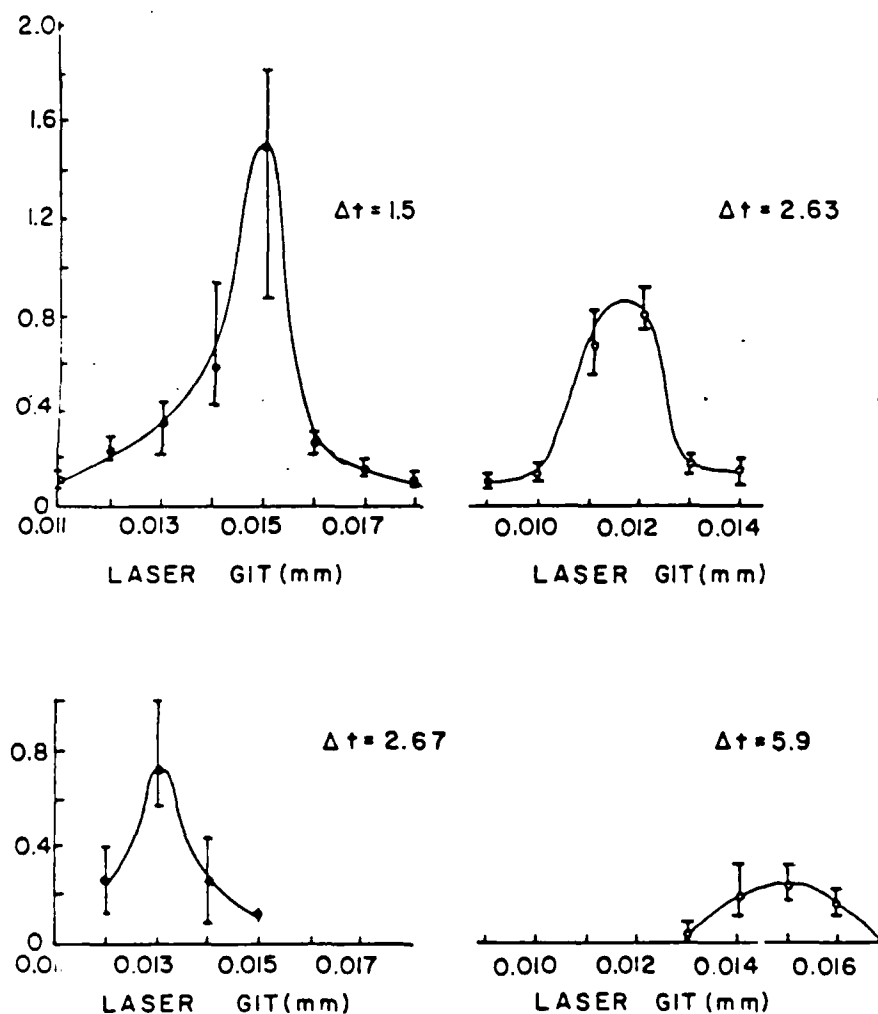 2.0
1.6
1.2
0.8
0.4
0
Δt = 1.5
0.011 0.013 0.015 0.017
LASER GIT (mm)
Δt = 2.63
0.010 0.012 0.014
LASER GIT (mm)
0.8
0.4
0
Δt = 2.67
0.013 0.015 0.017
LASER GIT (mm)
Δt = 5.9
0.010 0.012 0.014 0.016
LASER GIT (mm)